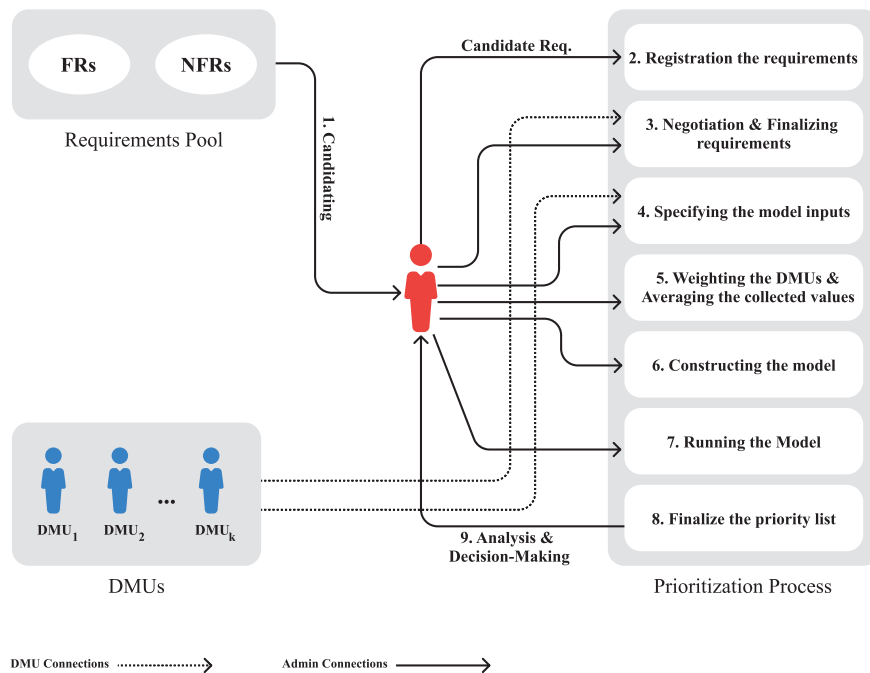 FRs
NFRs
Requirements Pool
1. Candidating
Candidate Req.
2. Registration the requirements
3. Negotiation & Finalizing
requirements
4. Specifying the model inputs
5. Weighting the DMUs &
Averaging the collected values
6. Constructing the model
7. Running the Model
8. Finalize the priority list
9. Analysis &
Decision-Making
Prioritization Process
DMU1
DMU2
...
DMUk
DMUs
DMU Connections
Admin Connections